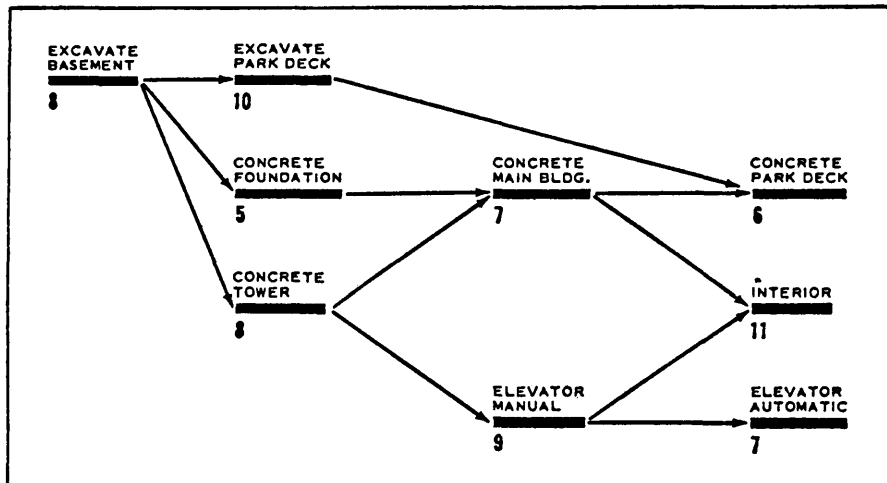 EXCAVATE
BASEMENT
8
EXCAVATE
PARK DECK
10
CONCRETE
FOUNDATION
5
CONCRETE
MAIN BLDG.
7
CONCRETE
PARK DECK
6
CONCRETE
TOWER
8
INTERIOR
11
ELEVATOR
MANUAL
9
ELEVATOR
AUTOMATIC
7